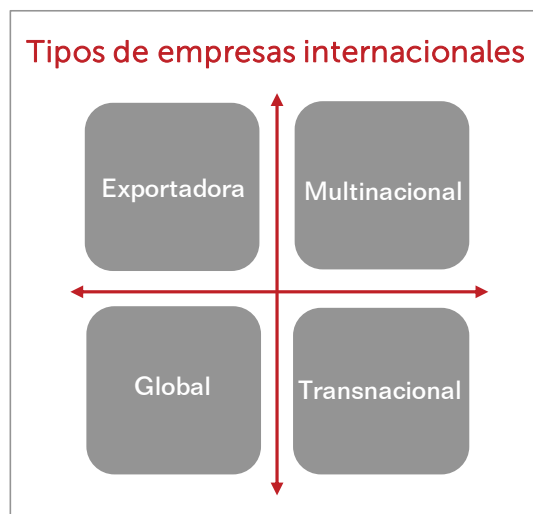 Tipos de empresas internacionales
Exportadora
Multinacional
Global
Transnacional